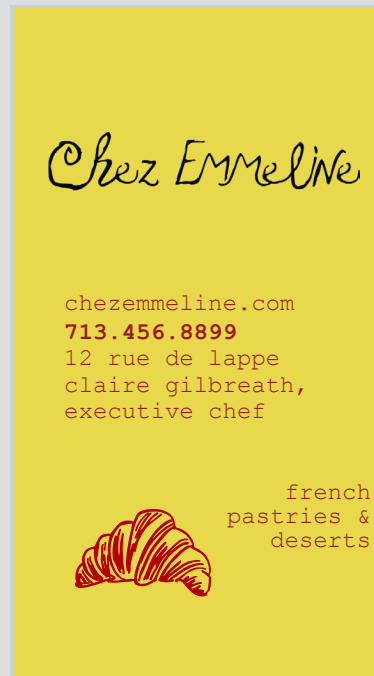 Chez Emmeline
chezemmeline.com
713.456.8899
12 rue de lappe
claire gilbreath,
executive chef
french
pastries &
deserts